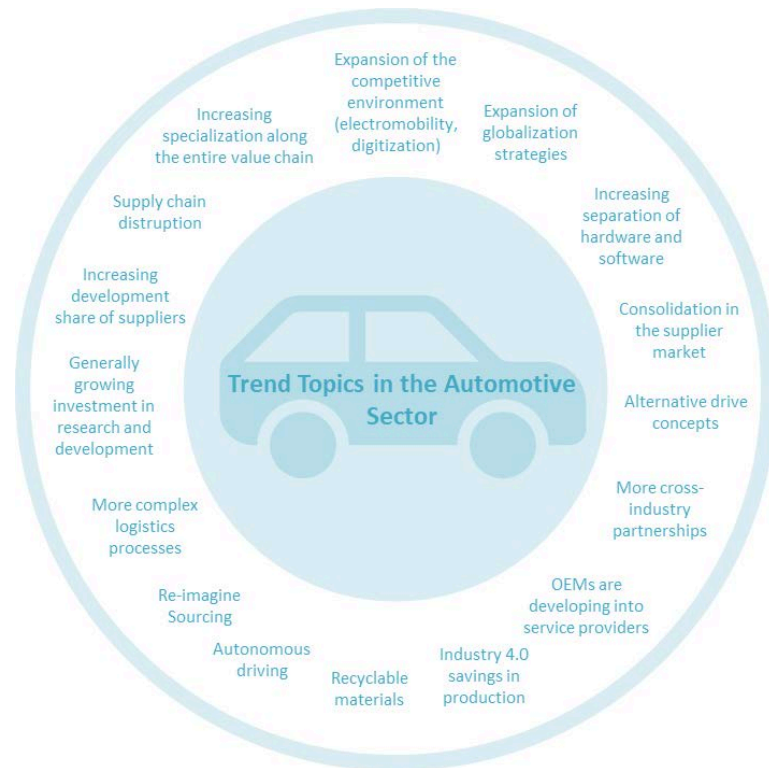 Expansion of the
competitive
environment
(electromobility,
digitization)
Expansion of
globalization
strategies
Increasing
separation of
hardware and
software
Consolidation in
the supplier
market
Alternative drive
concepts
More cross-
industry
partnerships
OEMs are
developing into
service providers
Industry 4.0
savings in
production
Recyclable
materials
Autonomous
driving
Re-imagine
Sourcing
More complex
logistics
processes
Generally
growing
investment in
research and
development
Increasing
development
share of suppliers
Supply chain
distruption
Increasing
specialization along
the entire value chain
Trend Topics in the Automotive
Sector